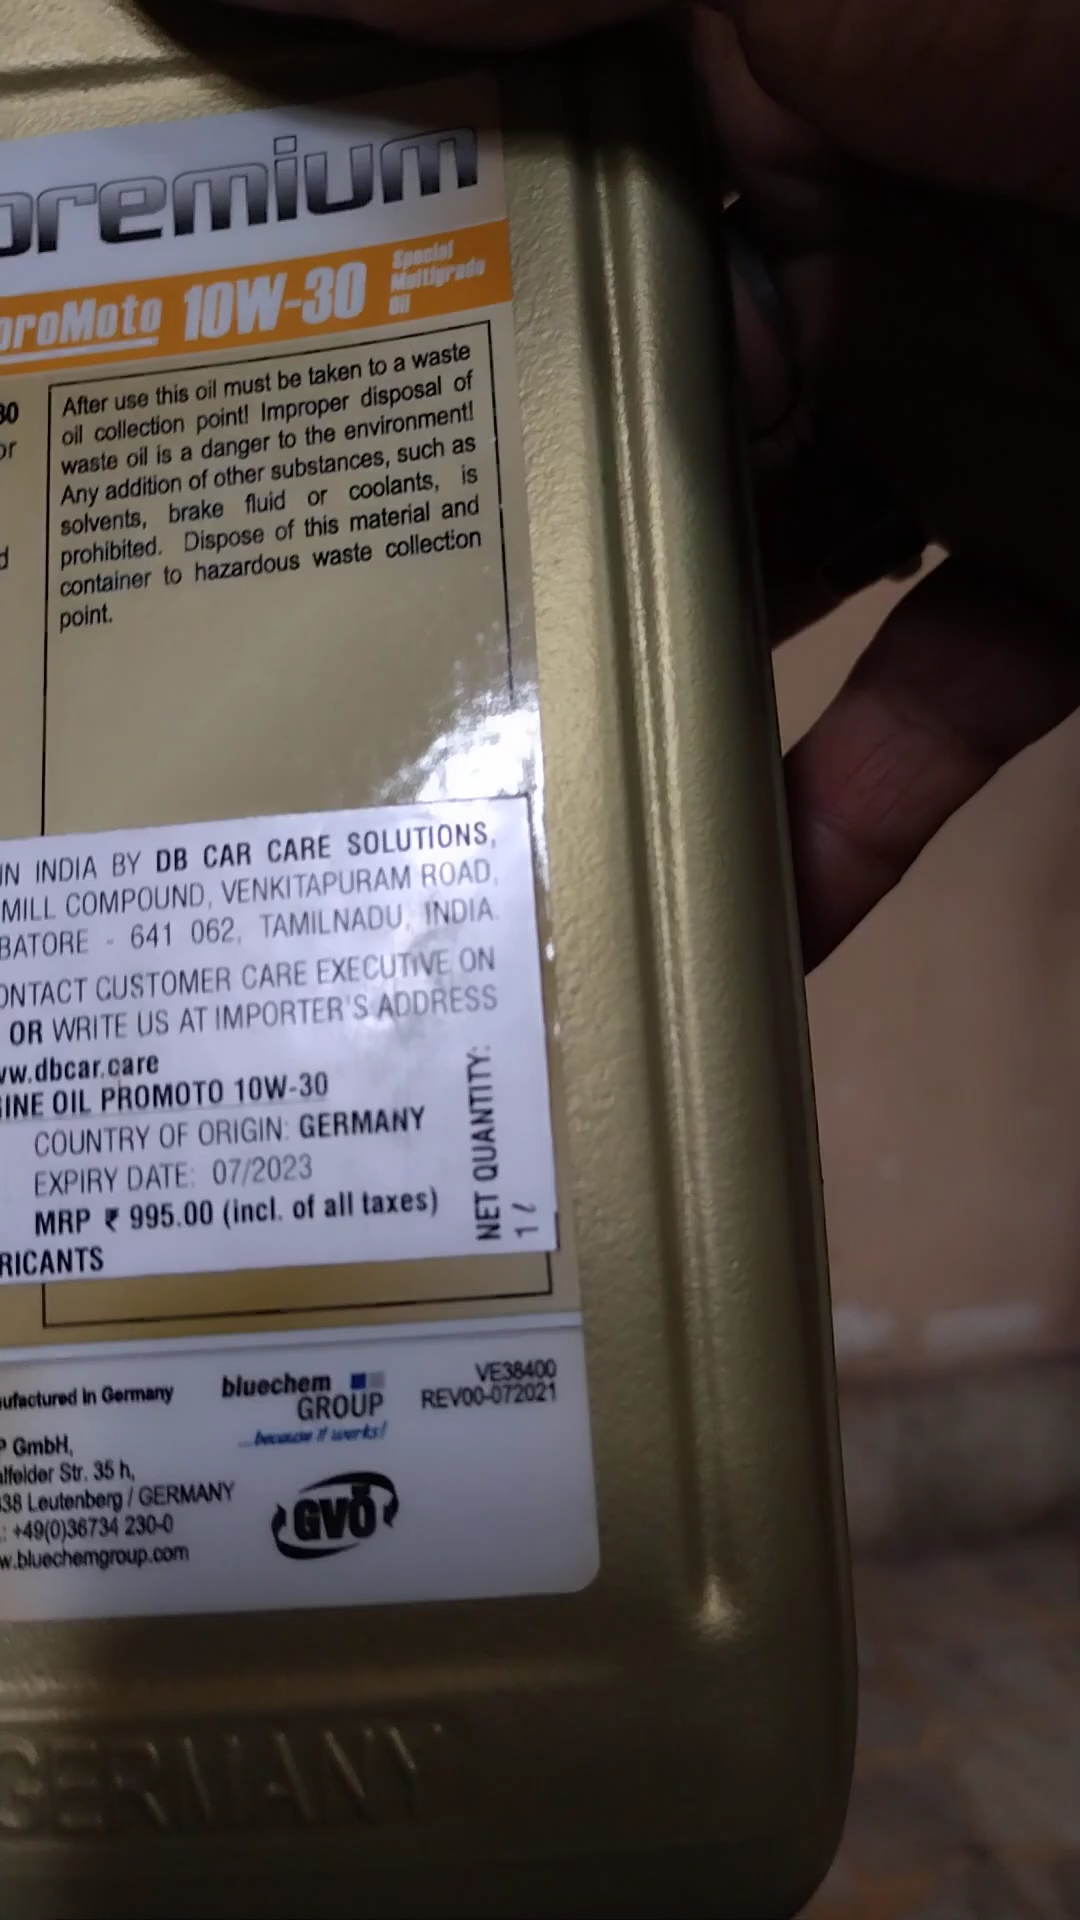 premium
proMoto 10W-30 Special
Multigrade
Oil
30
or
d
After use this oil must be taken to a waste
oil collection point! Improper disposal of
waste oil is a danger to the environment!
Any addition of other substances, such as
solvents, brake fluid or coolants, is
prohibited. Dispose of this material and
container to hazardous waste collection
point.
IN INDIA BY DB CAR CARE SOLUTIONS,
MILL COMPOUND, VENKITAPURAM ROAD,
BATORE - 641 062, TAMILNADU, INDIA.
ONTACT CUSTOMER CARE EXECUTIVE ON
OR WRITE US AT IMPORTER'S ADDRESS
ww.dbcar.care
GINE OIL PROMOTO 10W-30
COUNTRY OF ORIGIN: GERMANY
EXPIRY DATE: 07/2023
MRP ₹ 995.00 (incl. of all taxes)
RICANTS
NET QUANTITY:
1 ℓ
ufactured in Germany
P GmbH,
alfelder Str. 35 h,
338 Leutenberg / GERMANY
.: +49(0)36734 230-0
w.bluechemgroup.com
bluechem
GROUP
...because it works!
GVÖ
VE38400
REV00-072021
GERMANY